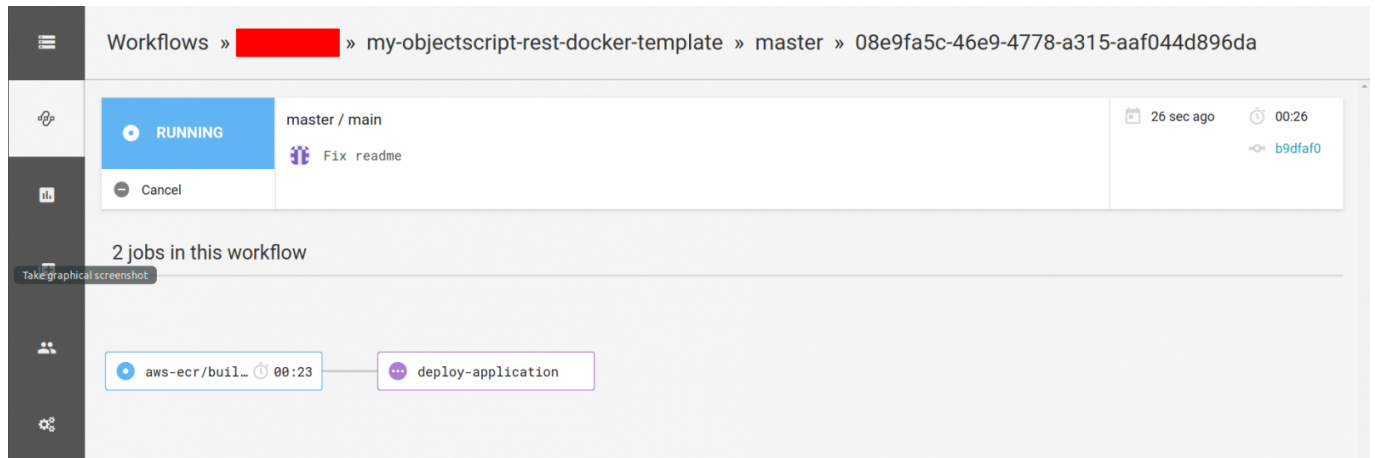 Workflows » » my-objectscript-rest-docker-template » master » 08e9fa5c-46e9-4778-a315-aaf044d896da
RUNNING
master / main
26 sec ago
00:26
Fix readme
b9dfaf0
Cancel
2 jobs in this workflow
Take graphical screenshot
aws-ecr/buil… 00:23
deploy-application